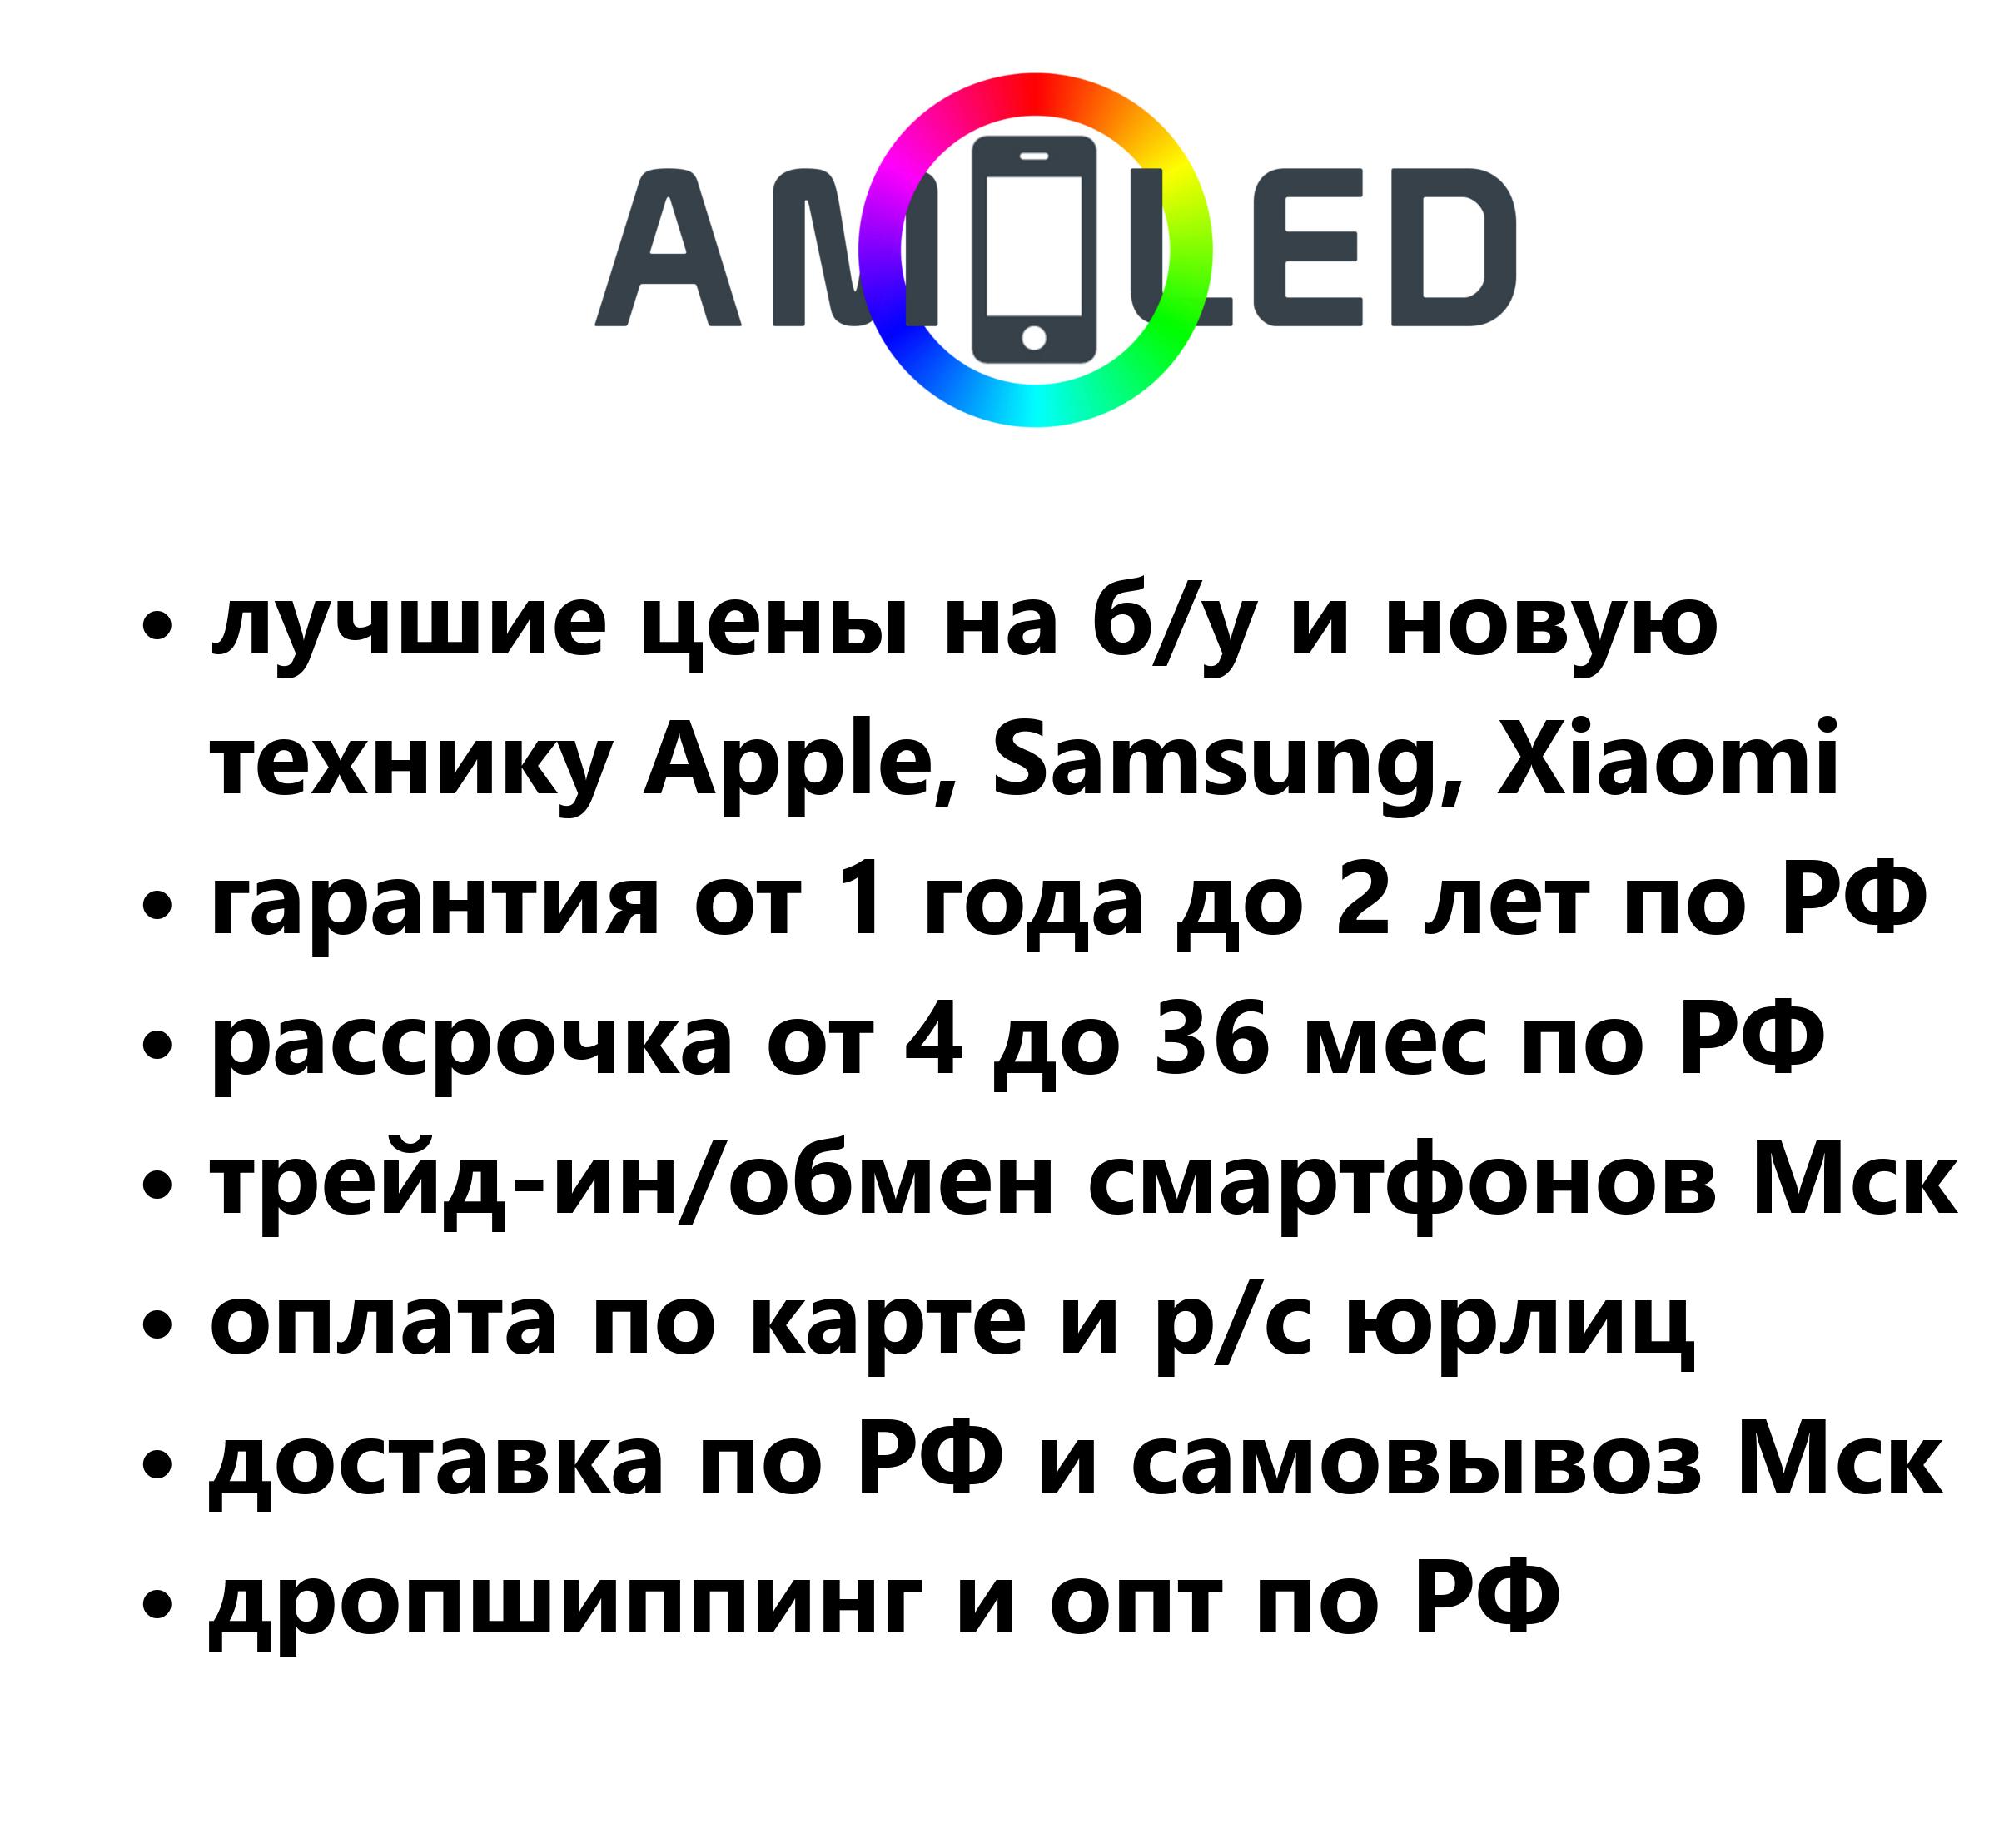 AMOLED
• лучшие цены на б/у и новую
технику Apple, Samsung, Xiaomi
• гарантия от 1 года до 2 лет по РФ
• рассрочка от 4 до 36 мес по РФ
• трейд-ин/обмен смартфонов Мск
• оплата по карте и р/с юрлиц
• доставка по РФ и самовывоз Мск
• дропшиппинг и опт по РФ